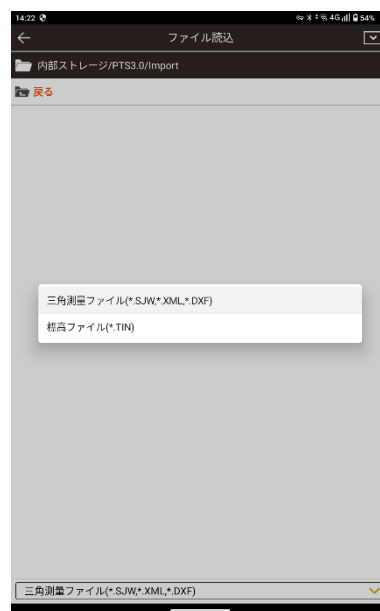 14:22 4G 54%
ファイル読込
内部ストレージ/PTS3.0/Import
戻る
三角測量ファイル(*.SJW,*.XML,*.DXF)
標高ファイル(*.TIN)
三角測量ファイル(*.SJW,*.XML,*.DXF)